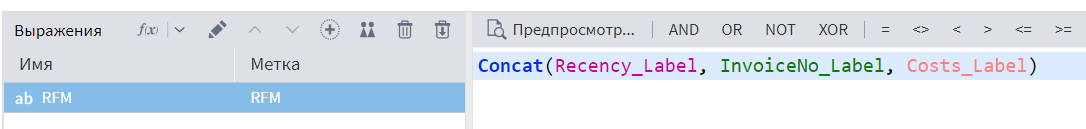 Выражения f(x) Предпросмотр... AND OR NOT XOR = <> < > <= >=
Имя Метка
Concat(Recency_Label, InvoiceNo_Label, Costs_Label)
ab RFM RFM